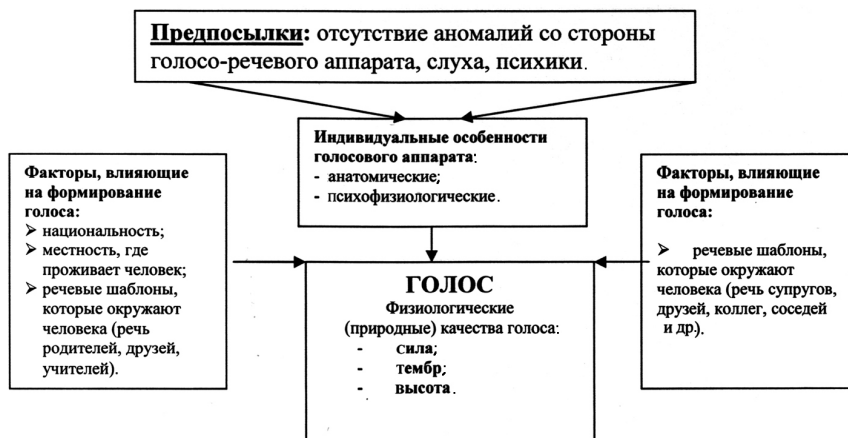 Предпосылки: отсутствие аномалий со стороны
голосо-речевого аппарата, слуха, психики.
Индивидуальные особенности
голосового аппарата:
- анатомические;
- психофизиологические.
Факторы, влияющие
на формирование
голоса:
➢ национальность;
➢ местность, где
проживает человек;
➢ речевые шаблоны,
которые окружают
человека (речь
родителей, друзей,
учителей).
ГОЛОС
Физиологические
(природные) качества голоса:
- сила;
- тембр;
- высота.
Факторы, влияющие
на формирование
голоса:
➢ речевые шаблоны,
которые окружают
человека (речь супругов,
друзей, коллег, соседей
и др.).